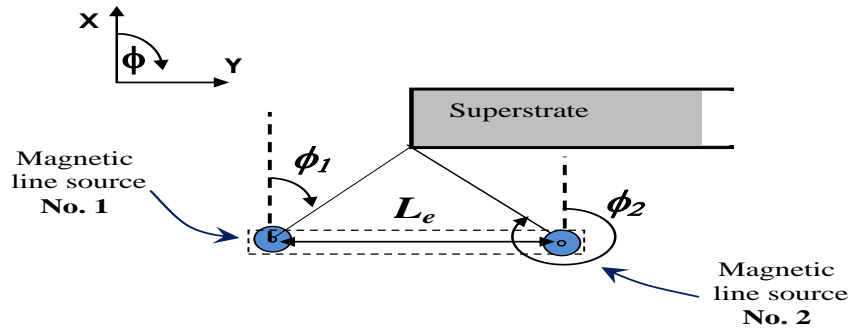 X
ϕ
Y
Superstrate
Magnetic
line source
No. 1
ϕ1
Le
ϕ2
Magnetic
line source
No. 2